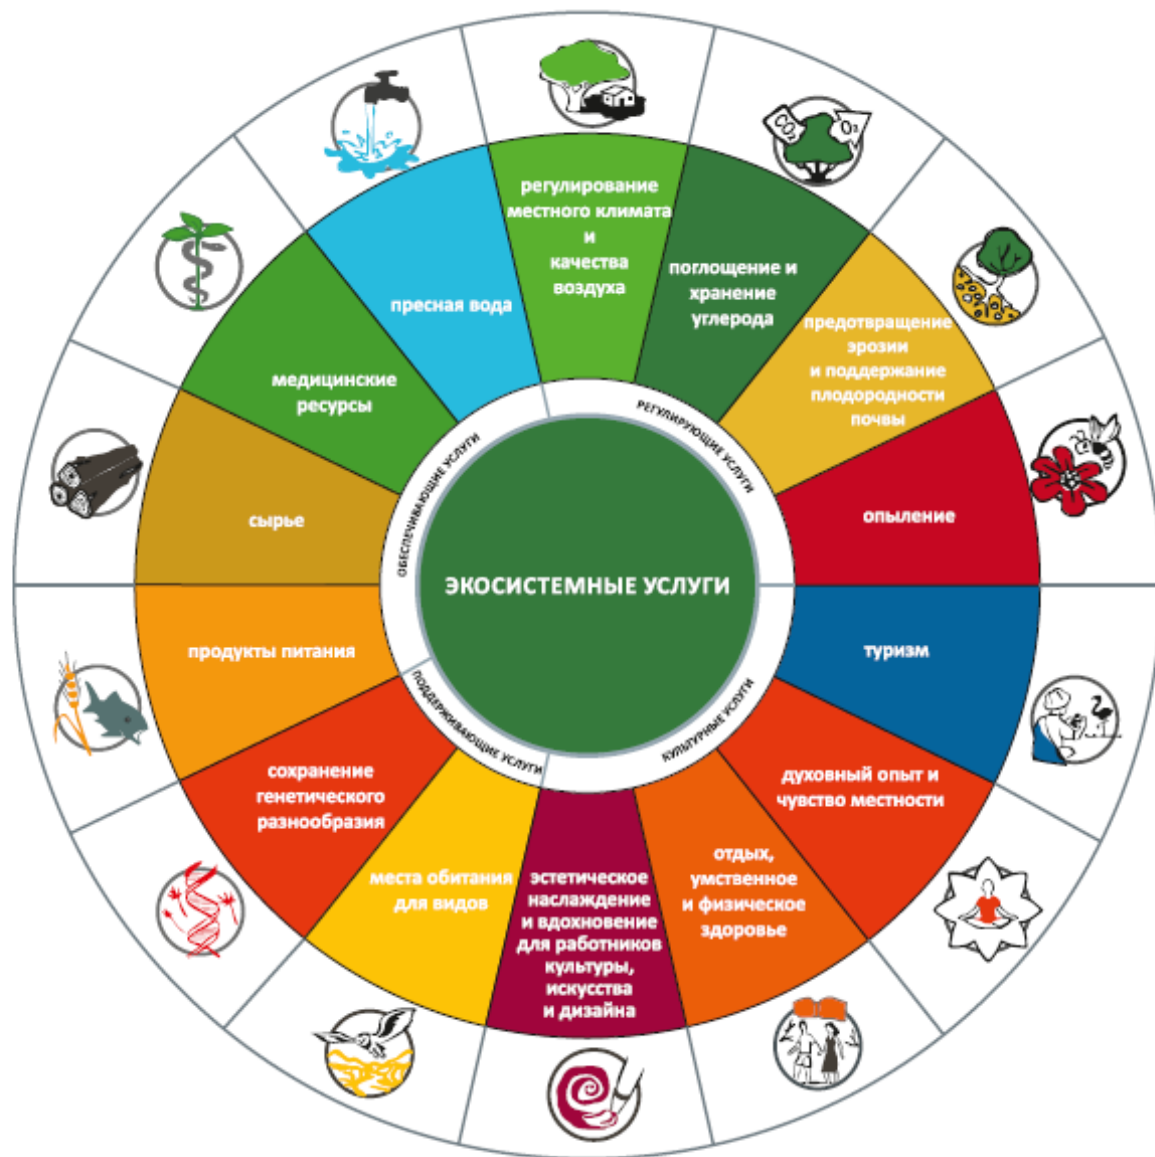 ЭКОСИСТЕМНЫЕ УСЛУГИ
РЕГУЛИРУЮЩИЕ УСЛУГИ
КУЛЬТУРНЫЕ УСЛУГИ
ПОДДЕРЖИВАЮЩИЕ УСЛУГИ
ОБЕСПЕЧИВАЮЩИЕ УСЛУГИ
регулирование
местного климата
и
качества
воздуха
поглощение и
хранение
углерода
предотвращение
эрозии
и поддержание
плодородности
почвы
опыление
туризм
духовный опыт и
чувство местности
отдых,
умственное
и физическое
здоровье
эстетическое
наслаждение
и вдохновение
для работников
культуры,
искусства
и дизайна
места обитания
для видов
сохранение
генетического
разнообразия
продукты питания
сырье
медицинские
ресурсы
пресная вода
CO₂
O₂